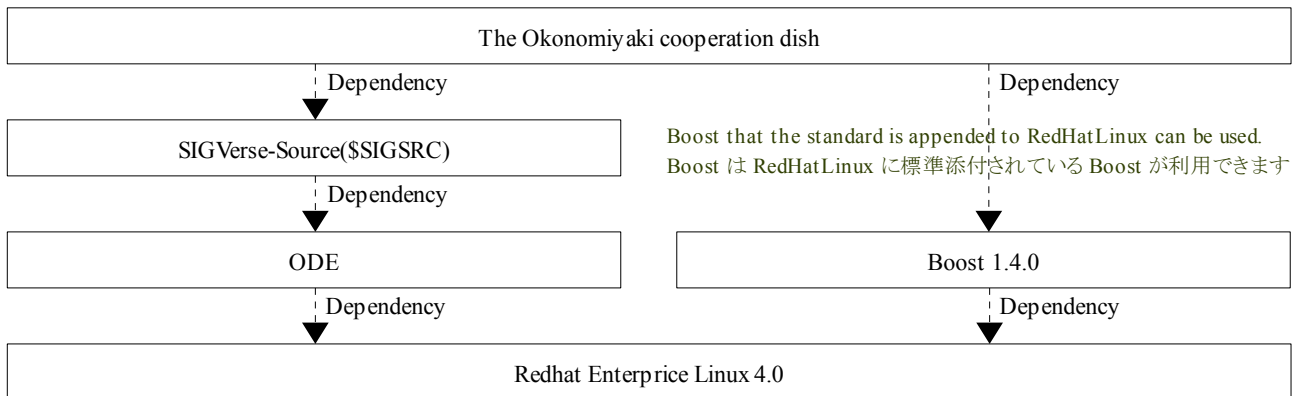 The Okonomiyaki cooperation dish
Dependency
Dependency
SIGVerse-Source($SIGSRC)
Boost that the standard is appended to RedHatLinux can be used.
Boost は RedHatLinux に標準添付されている Boost が利用できます
Dependency
ODE
Boost 1.4.0
Dependency
Dependency
Redhat Enterprice Linux 4.0